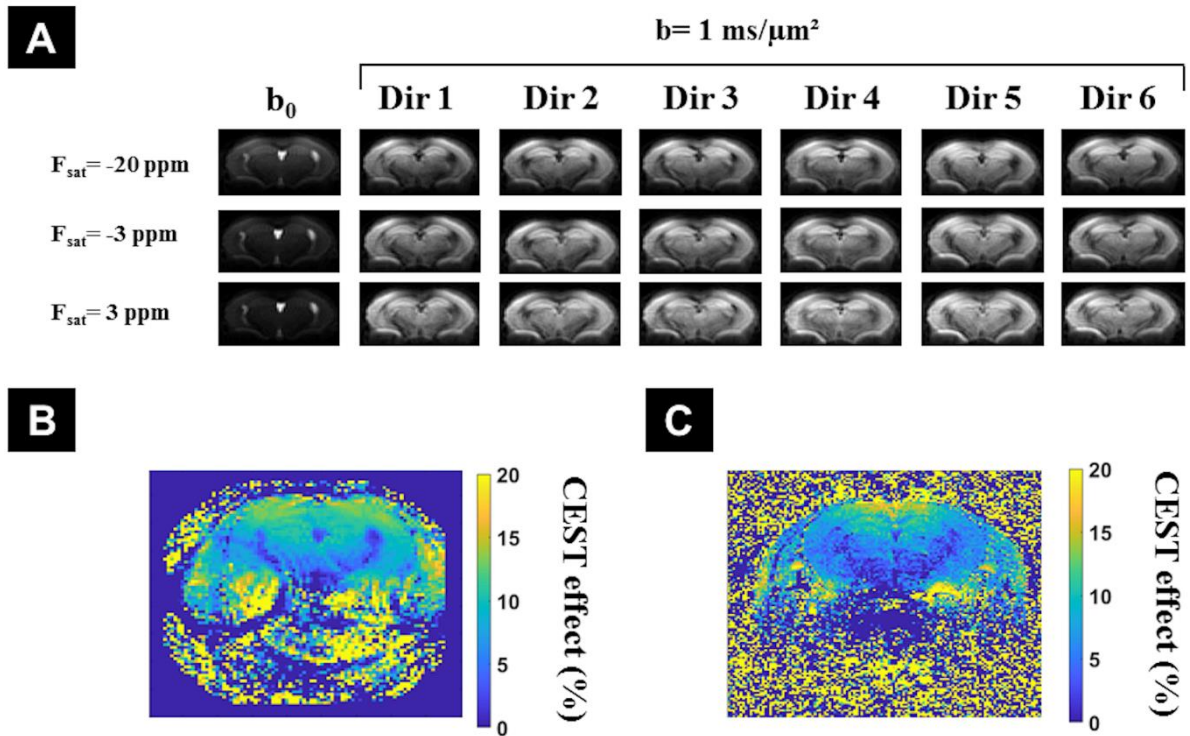 A
b= 1 ms/μm²
b₀ Dir 1 Dir 2 Dir 3 Dir 4 Dir 5 Dir 6
Fsat= -20 ppm
Fsat= -3 ppm
Fsat= 3 ppm
B
20
15
10
5
0
CEST effect (%)
C
20
15
10
5
0
CEST effect (%)